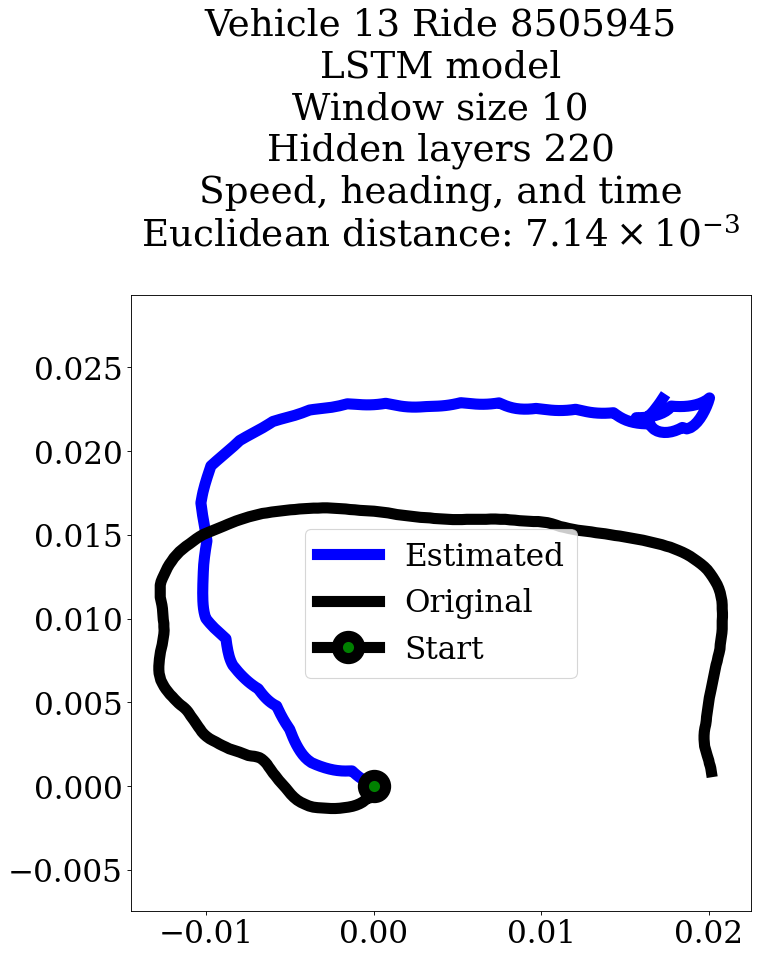 Vehicle 13 Ride 8505945
LSTM model
Window size 10
Hidden layers 220
Speed, heading, and time
Euclidean distance: 7.14 × 10⁻³
0.025
0.020
0.015
0.010
0.005
0.000
−0.005
Estimated
Original
Start
−0.01 0.00 0.01 0.02